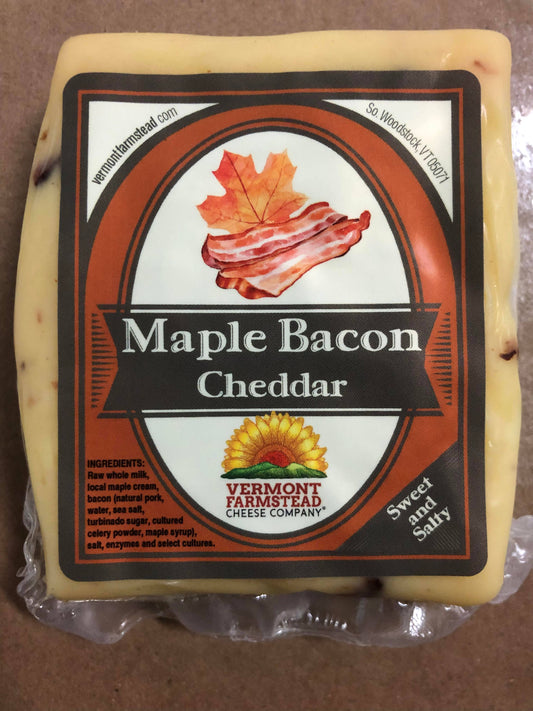 vermontfarmstead.com
So. Woodstock, VT 05071
Maple Bacon
Cheddar
INGREDIENTS:
Raw whole milk,
local maple cream,
bacon (natural pork,
water, sea salt,
turbinado sugar, cultured
celery powder, maple syrup),
salt, enzymes and select cultures.
VERMONT
FARMSTEAD
CHEESE COMPANY®
Sweet
and
Salty